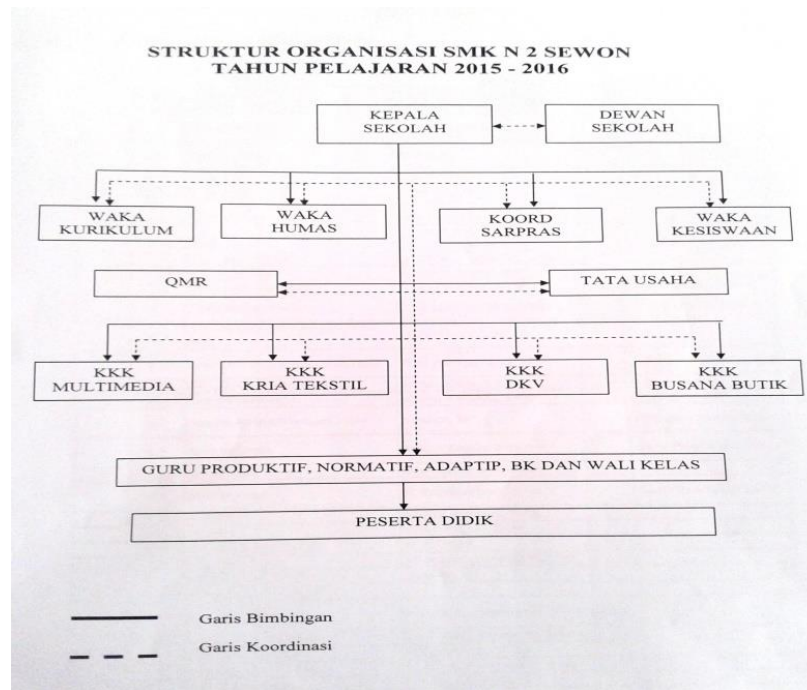 STRUKTUR ORGANISASI SMK N 2 SEWON
TAHUN PELAJARAN 2015 - 2016
KEPALA
SEKOLAH
DEWAN
SEKOLAH
WAKA
KURIKULUM
WAKA
HUMAS
KOORD
SARPRAS
WAKA
KESISWAAN
QMR
TATA USAHA
KKK
MULTIMEDIA
KKK
KRIA TEKSTIL
KKK
DKV
KKK
BUSANA BUTIK
GURU PRODUKTIF, NORMATIF, ADAPTIP, BK DAN WALI KELAS
PESERTA DIDIK
Garis Bimbingan
Garis Koordinasi